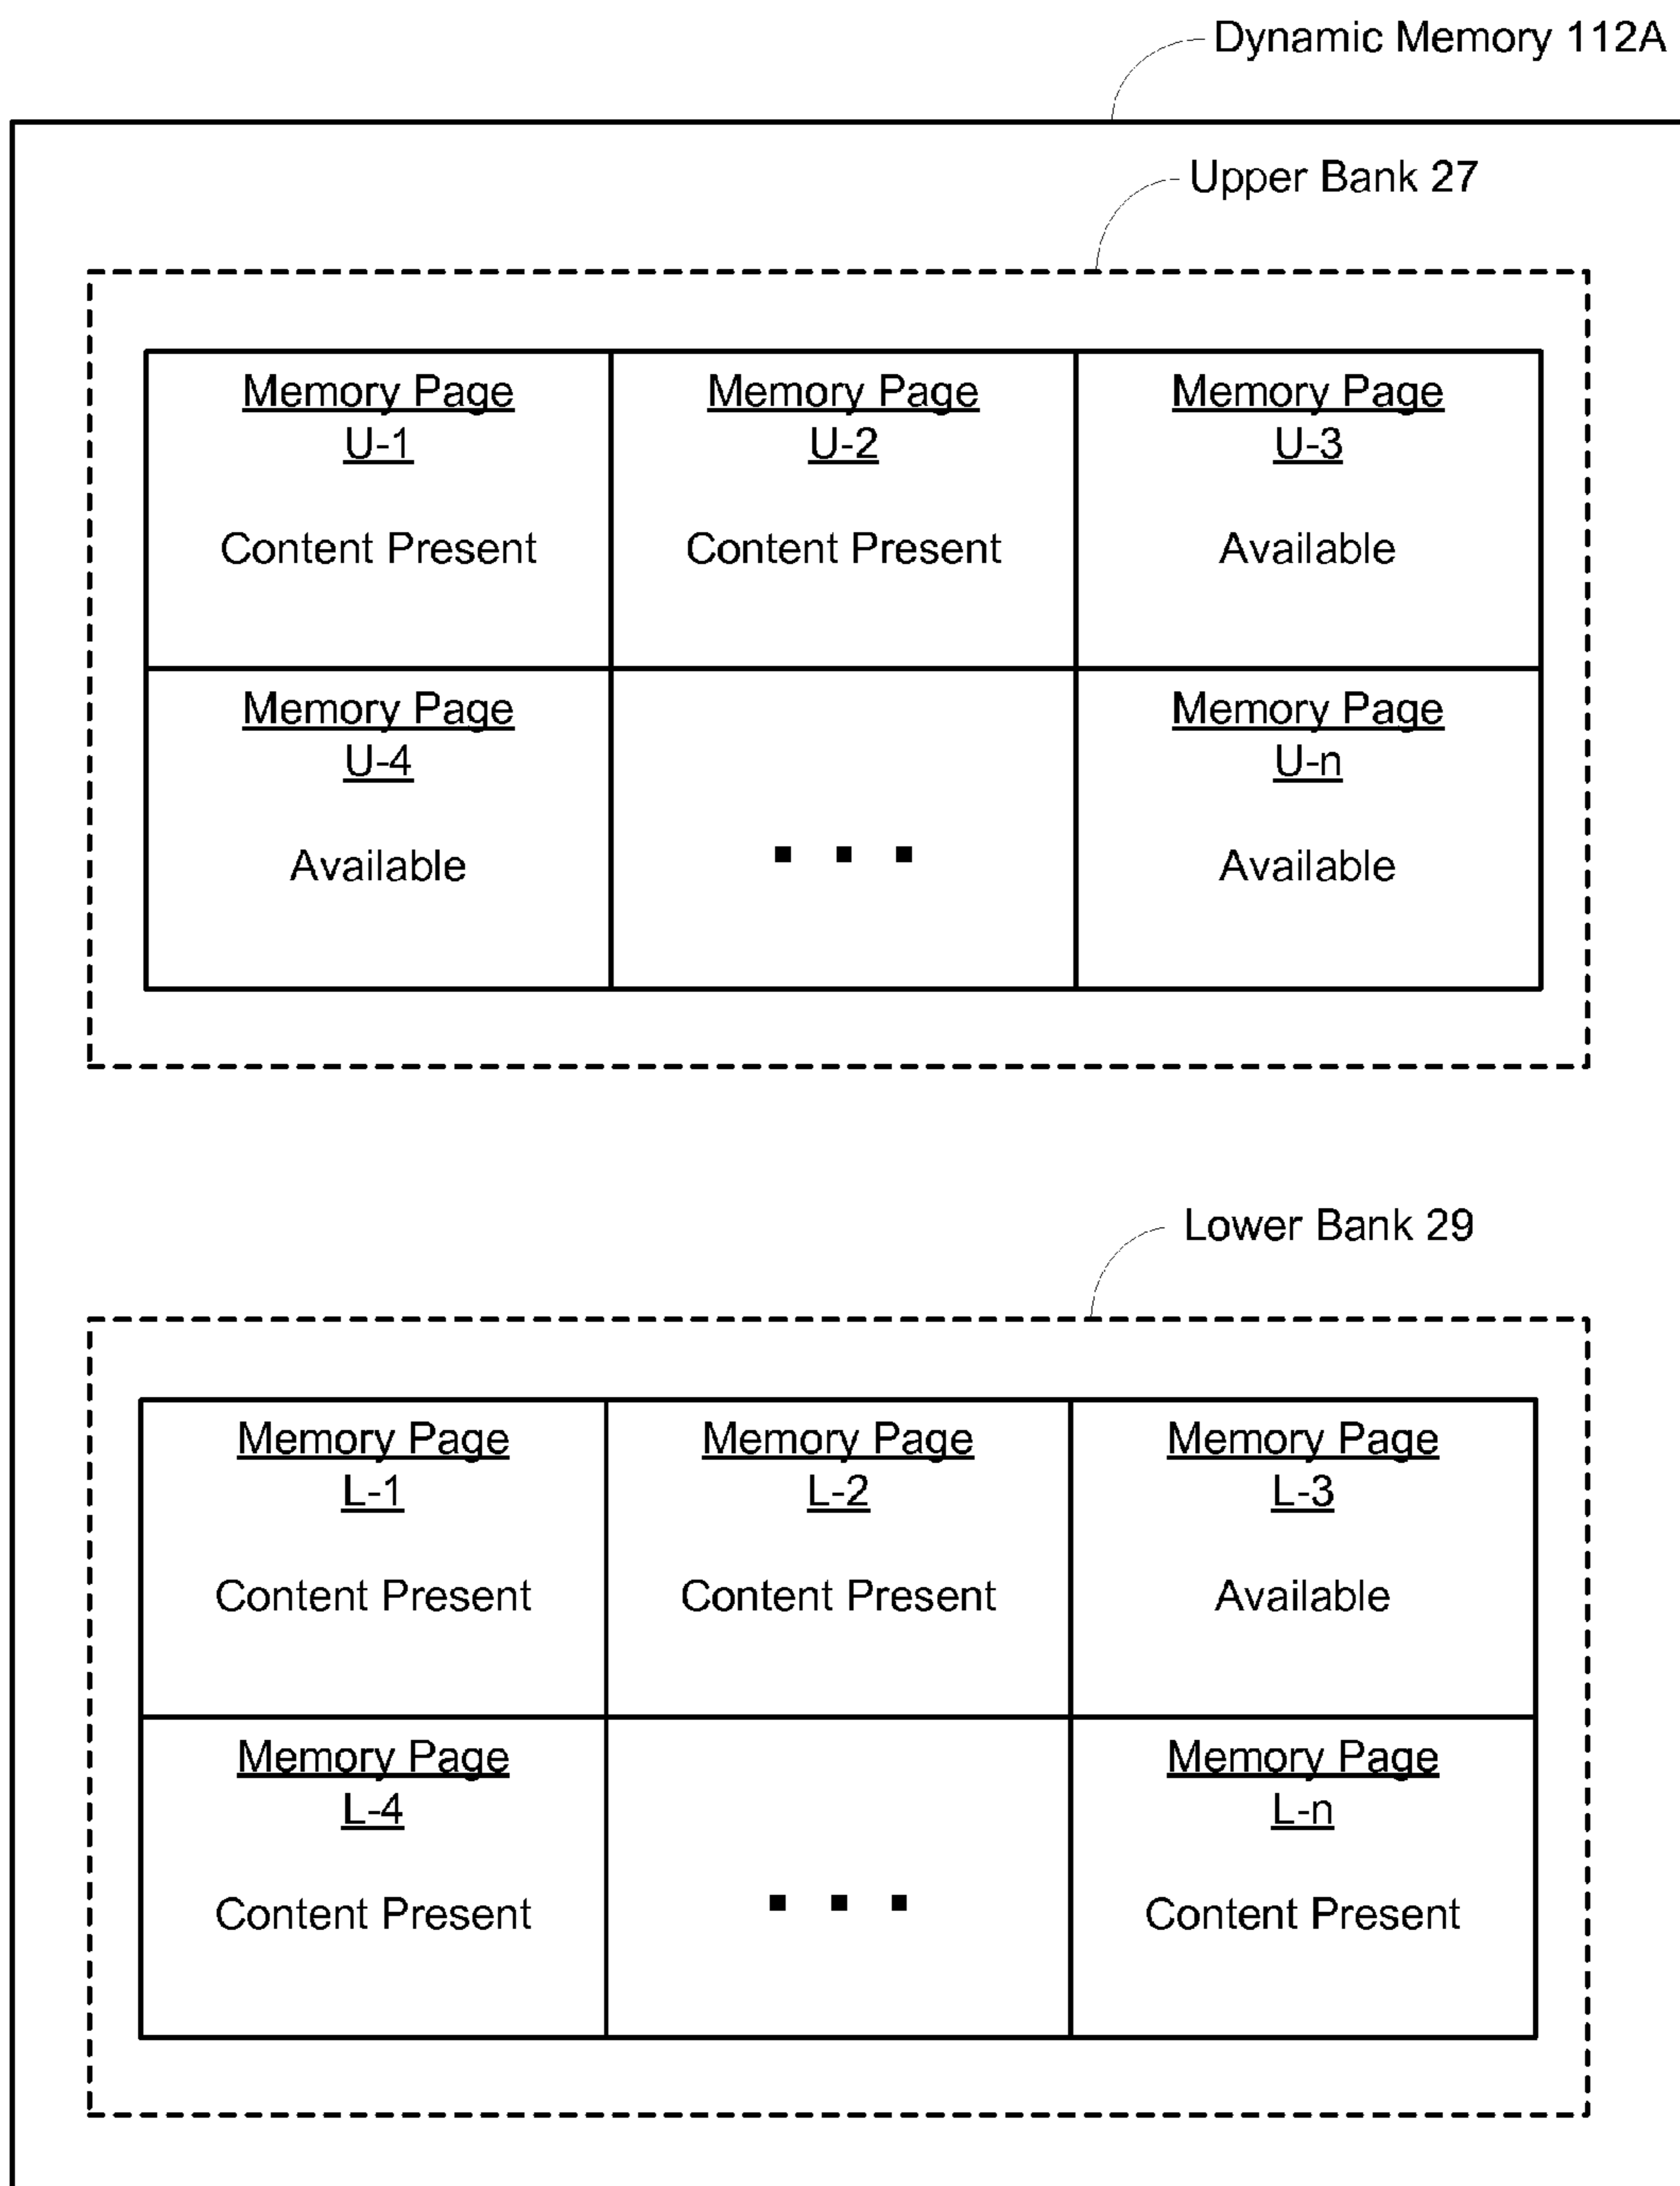 Dynamic Memory 112A
Upper Bank 27
Memory Page
U-1
Content Present
Memory Page
U-2
Content Present
Memory Page
U-3
Available
Memory Page
U-4
Available
. . .
Memory Page
U-n
Available
Lower Bank 29
Memory Page
L-1
Content Present
Memory Page
L-2
Content Present
Memory Page
L-3
Available
Memory Page
L-4
Content Present
. . .
Memory Page
L-n
Content Present